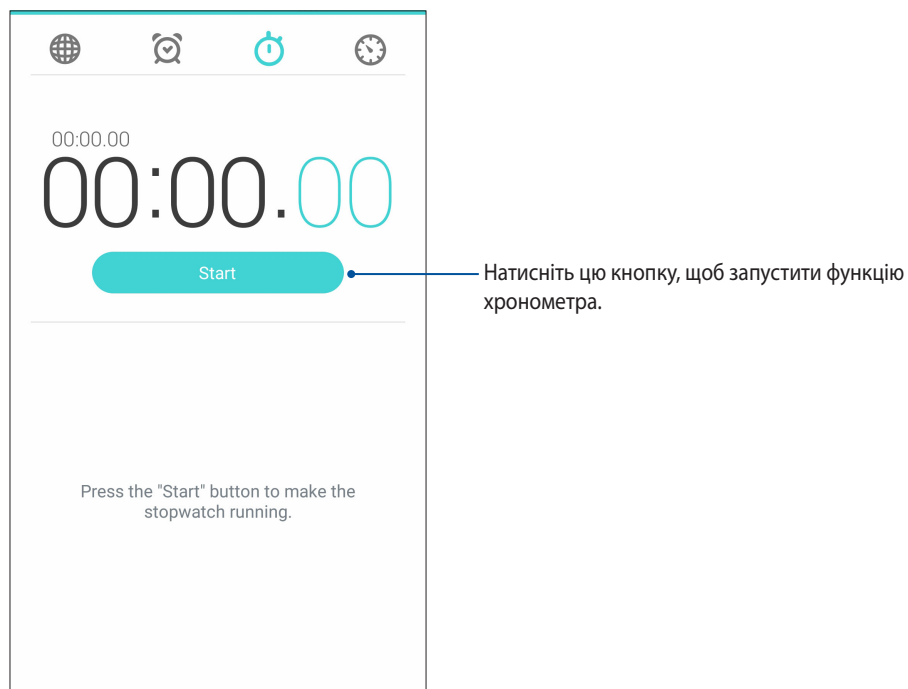 00:00.00
00:00.00
Start
Натисніть цю кнопку, щоб запустити функцію
хронометра.
Press the "Start" button to make the
stopwatch running.